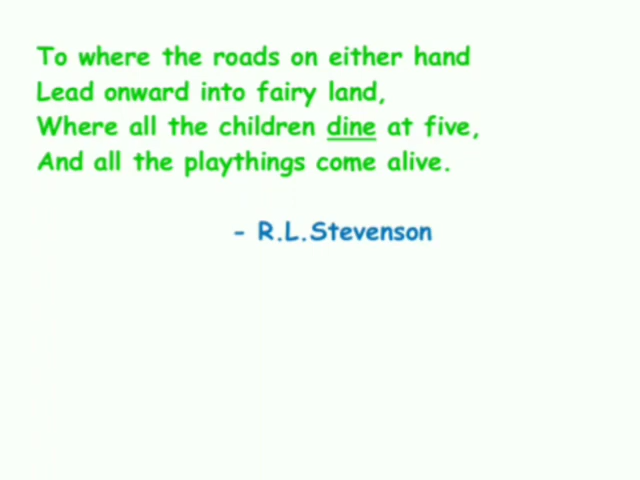 To where the roads on either hand
Lead onward into fairy land,
Where all the children dine at five,
And all the playthings come alive.
- R.L.Stevenson